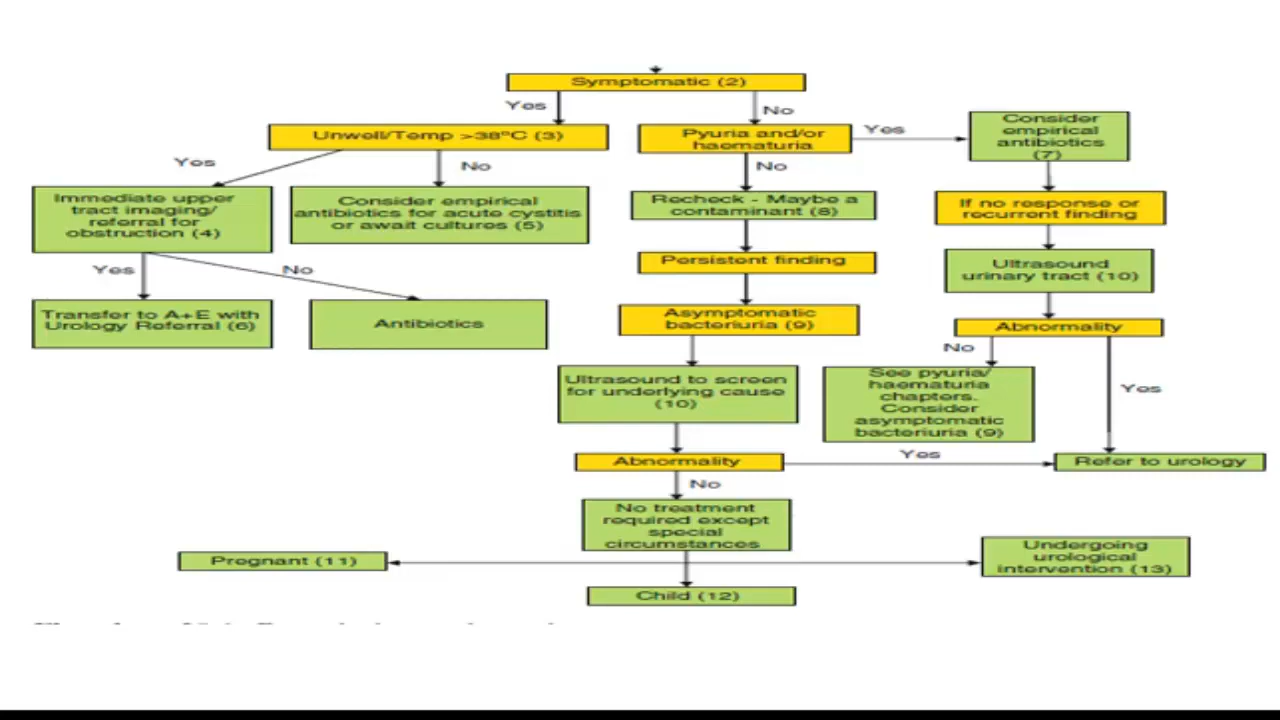 Symptomatic (2)
Yes
No
Unwell/Temp >38°C (3)
Pyuria and/or
haematuria
Yes
Consider
empirical
antibiotics
(7)
Yes
No
No
Immediate upper
tract imaging/
referral for
obstruction (4)
Consider empirical
antibiotics for acute cystitis
or await cultures (5)
Recheck - Maybe a
contaminant (8)
If no response or
recurrent finding
Yes
No
Persistent finding
Ultrasound
urinary tract (10)
Transfer to A+E with
Urology Referral (6)
Antibiotics
Asymptomatic
bacteriuria (9)
Abnormality
No
Yes
Ultrasound to screen
for underlying cause
(10)
See pyuria/
haematuria
chapters.
Consider
asymptomatic
bacteriuria (9)
Abnormality
Yes
Refer to urology
No
No treatment
required except
special
circumstances
Pregnant (11)
Undergoing
urological
intervention (13)
Child (12)